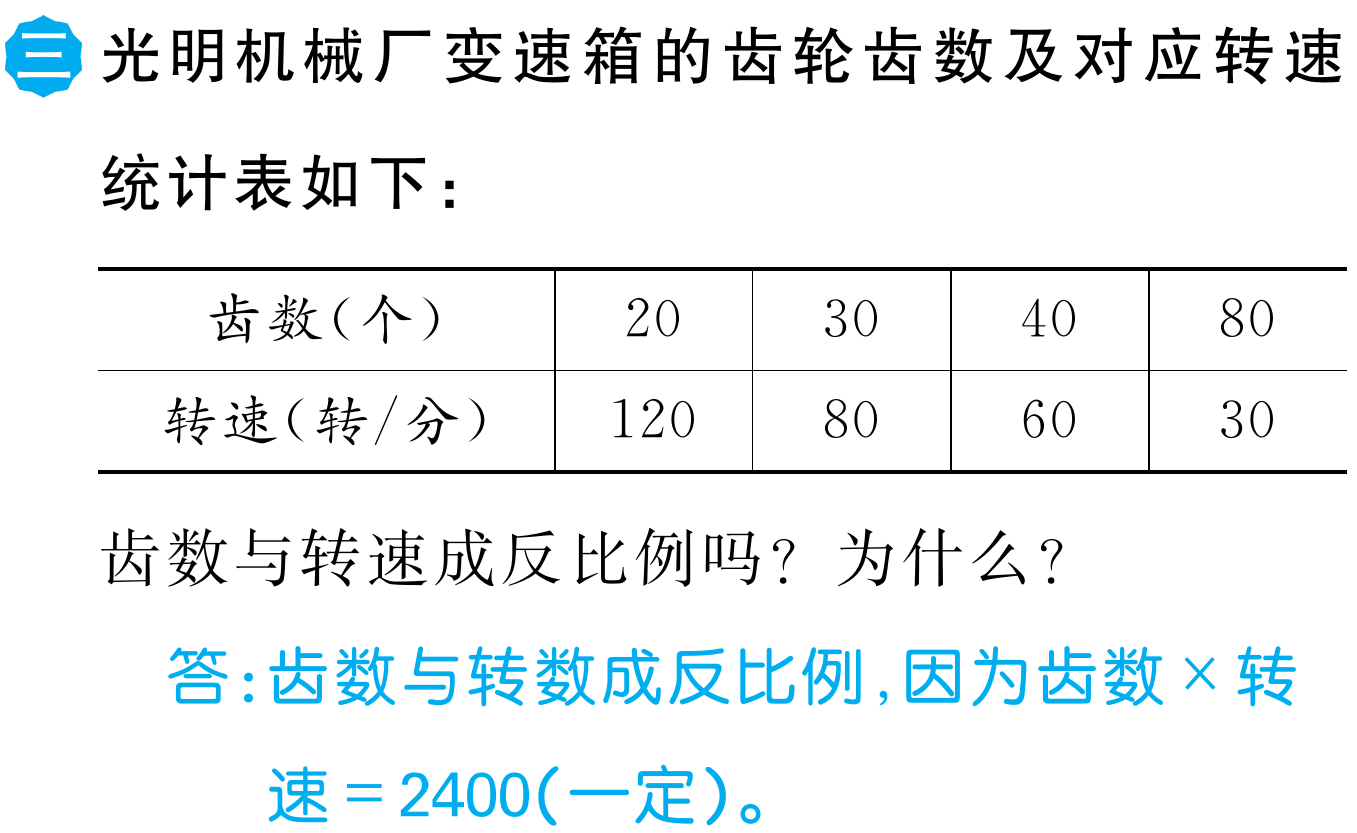 三 光明机械厂变速箱的齿轮齿数及对应转速
统计表如下:
齿数(个) 20 30 40 80
转速(转/分) 120 80 60 30
齿数与转速成反比例吗? 为什么?
答:齿数与转数成反比例,因为齿数×转
速=2400(一定)。